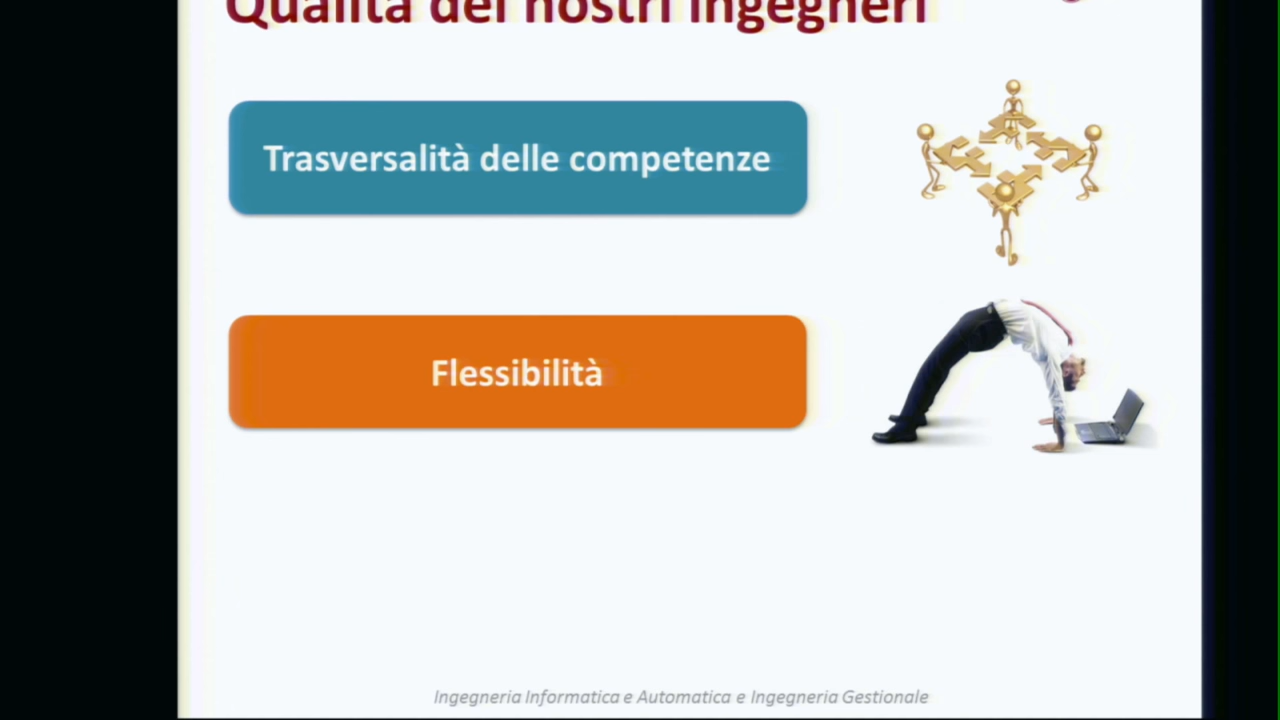 Qualità dei nostri ingegneri
Trasversalità delle competenze
Flessibilità
Ingegneria Informatica e Automatica e Ingegneria Gestionale